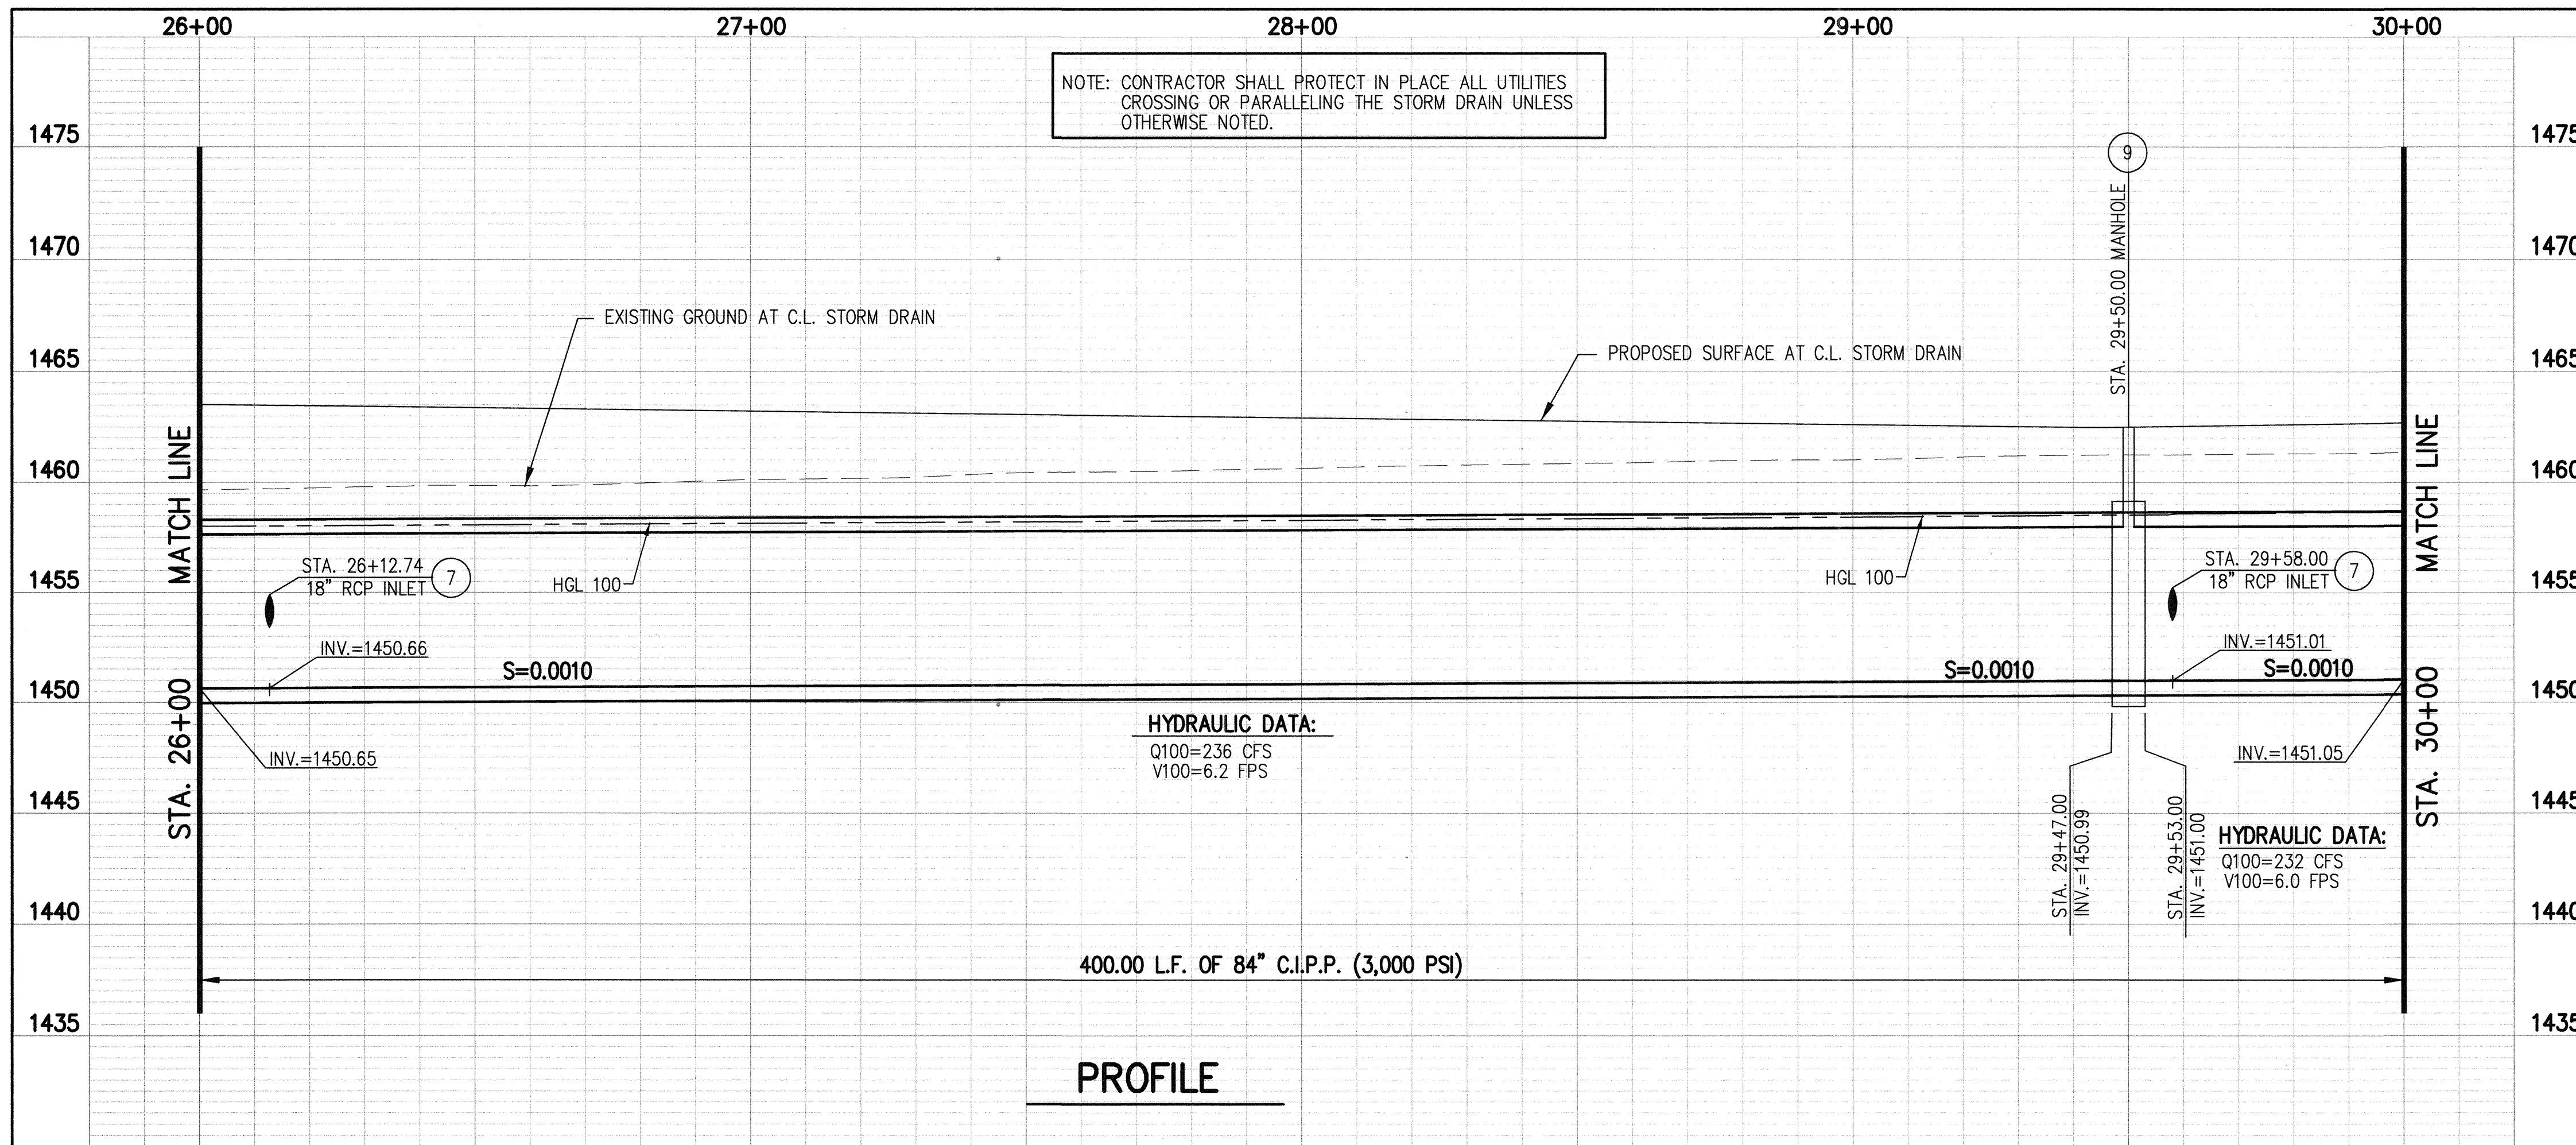 26+00 27+00 28+00 29+00 30+00
NOTE: CONTRACTOR SHALL PROTECT IN PLACE ALL UTILITIES
CROSSING OR PARALLELING THE STORM DRAIN UNLESS
OTHERWISE NOTED.
1475 1475
9
STA. 29+50.00 MANHOLE
1470 1470
EXISTING GROUND AT C.L. STORM DRAIN
PROPOSED SURFACE AT C.L. STORM DRAIN
1465 1465
1460 1460
STA. 26+00 MATCH LINE
STA. 30+00 MATCH LINE
STA. 26+12.74
18" RCP INLET
7
HGL 100
HGL 100
STA. 29+58.00
18" RCP INLET
7
1455 1455
INV.=1450.66
S=0.0010
S=0.0010
INV.=1451.01
S=0.0010
1450 1450
INV.=1450.65
HYDRAULIC DATA:
Q100=236 CFS
V100=6.2 FPS
INV.=1451.05
1445 1445
STA. 29+47.00
INV.=1450.99
STA. 29+53.00
INV.=1451.00
HYDRAULIC DATA:
Q100=232 CFS
V100=6.0 FPS
1440 1440
400.00 L.F. OF 84" C.I.P.P. (3,000 PSI)
1435 1435
PROFILE